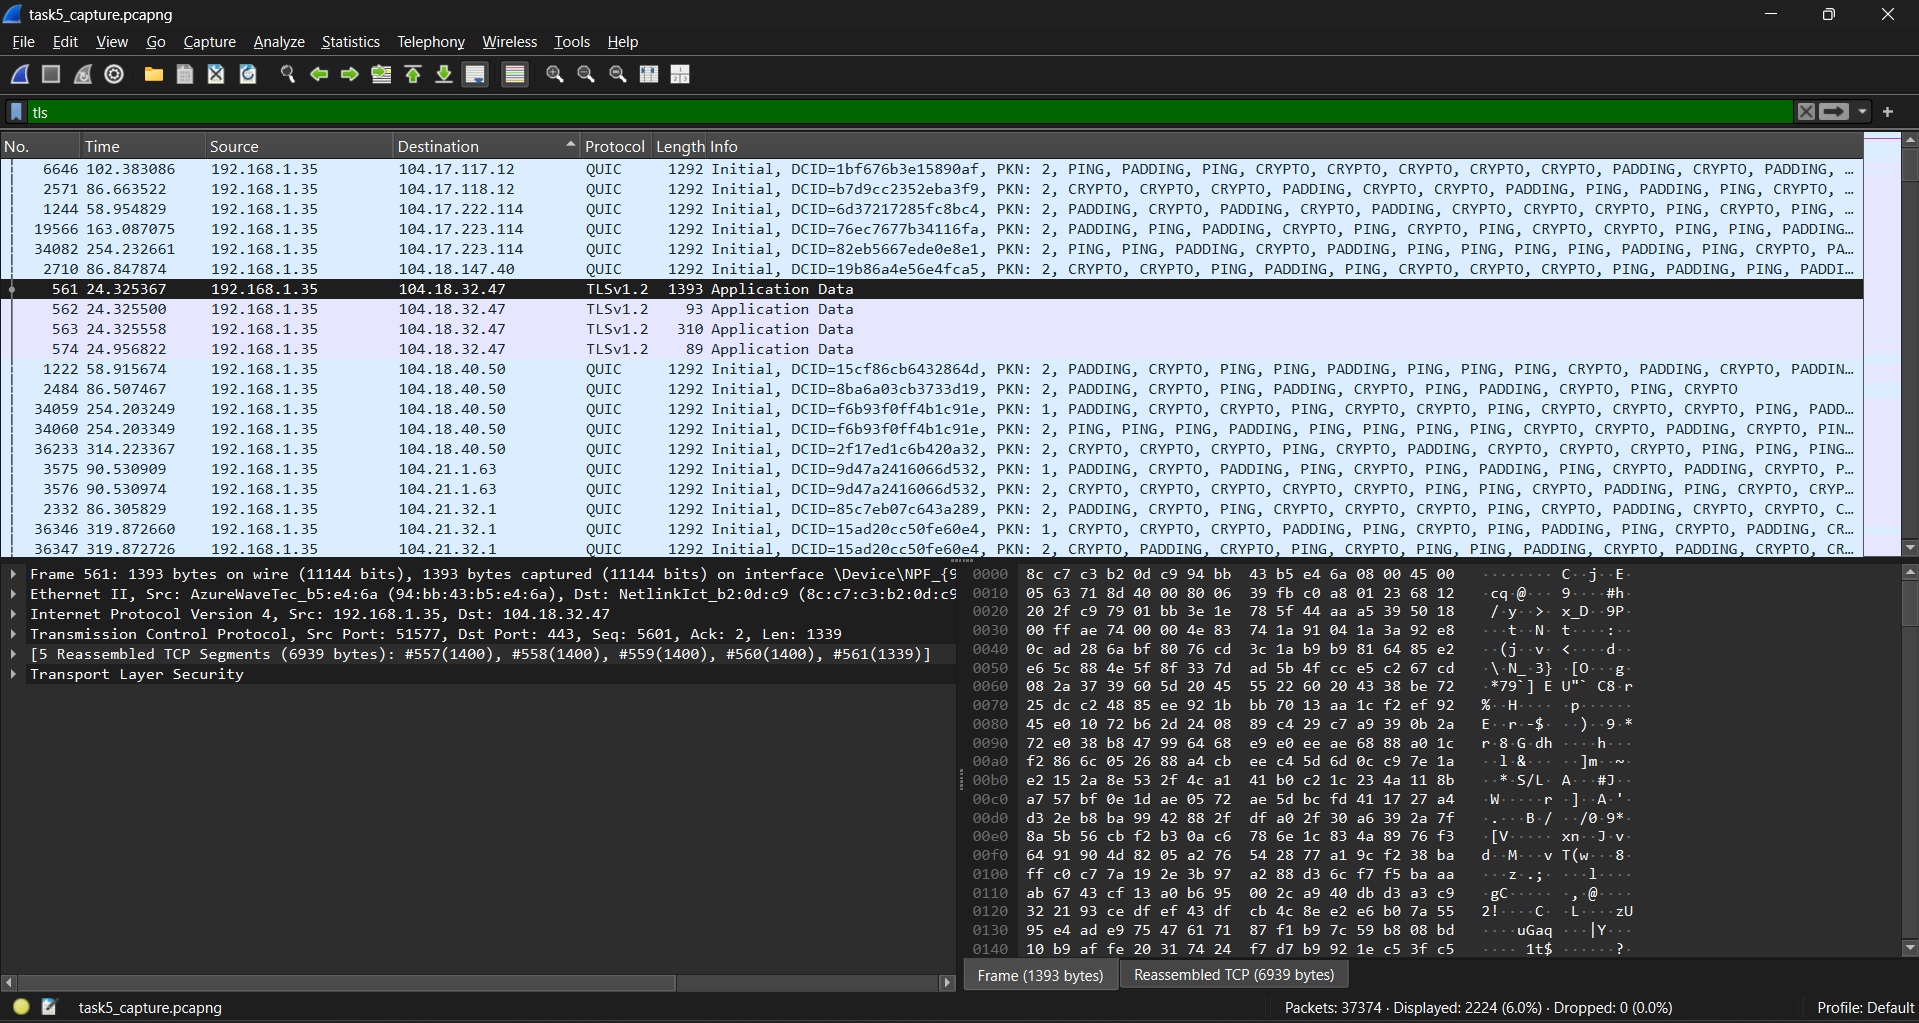 task5_capture.pcapng
File Edit View Go Capture Analyze Statistics Telephony Wireless Tools Help
tls
No. Time Source Destination Protocol Length Info
6646 102.383086 192.168.1.35 104.17.117.12 QUIC 1292 Initial, DCID=1bf676b3e15890af, PKN: 2, PING, PADDING, PING, CRYPTO, CRYPTO, CRYPTO, CRYPTO, PADDING, CRYPTO, PADDING, …
2571 86.663522 192.168.1.35 104.17.118.12 QUIC 1292 Initial, DCID=b7d9cc2352eba3f9, PKN: 2, CRYPTO, CRYPTO, CRYPTO, PADDING, CRYPTO, CRYPTO, PADDING, PING, PADDING, PING, CRYPTO, …
1244 58.954829 192.168.1.35 104.17.222.114 QUIC 1292 Initial, DCID=6d37217285fc8bc4, PKN: 2, PADDING, CRYPTO, PADDING, CRYPTO, PADDING, CRYPTO, CRYPTO, CRYPTO, PING, CRYPTO, PING, …
19566 163.087075 192.168.1.35 104.17.223.114 QUIC 1292 Initial, DCID=76ec7677b34116fa, PKN: 2, PADDING, PING, PADDING, CRYPTO, PING, CRYPTO, PING, CRYPTO, CRYPTO, PING, PING, PADDING…
34082 254.232661 192.168.1.35 104.17.223.114 QUIC 1292 Initial, DCID=82eb5667ede0e8e1, PKN: 2, PING, PING, PADDING, CRYPTO, PADDING, PING, PING, PING, PING, PADDING, PING, CRYPTO, PA…
2710 86.847874 192.168.1.35 104.18.147.40 QUIC 1292 Initial, DCID=19b86a4e56e4fca5, PKN: 2, CRYPTO, CRYPTO, PING, PADDING, PING, CRYPTO, CRYPTO, CRYPTO, PING, PADDING, PING, PADDI…
561 24.325367 192.168.1.35 104.18.32.47 TLSv1.2 1393 Application Data
562 24.325500 192.168.1.35 104.18.32.47 TLSv1.2 93 Application Data
563 24.325558 192.168.1.35 104.18.32.47 TLSv1.2 310 Application Data
574 24.956822 192.168.1.35 104.18.32.47 TLSv1.2 89 Application Data
1222 58.915674 192.168.1.35 104.18.40.50 QUIC 1292 Initial, DCID=15cf86cb6432864d, PKN: 2, PADDING, CRYPTO, PING, PING, PADDING, PING, PING, PING, CRYPTO, PADDING, CRYPTO, PADDIN…
2484 86.507467 192.168.1.35 104.18.40.50 QUIC 1292 Initial, DCID=8ba6a03cb3733d19, PKN: 2, PADDING, CRYPTO, PING, PADDING, CRYPTO, PING, PADDING, CRYPTO, PING, CRYPTO
34059 254.203249 192.168.1.35 104.18.40.50 QUIC 1292 Initial, DCID=f6b93f0ff4b1c91e, PKN: 1, PADDING, CRYPTO, CRYPTO, PING, CRYPTO, CRYPTO, PING, CRYPTO, CRYPTO, CRYPTO, PING, PADD…
34060 254.203349 192.168.1.35 104.18.40.50 QUIC 1292 Initial, DCID=f6b93f0ff4b1c91e, PKN: 2, PING, PING, PING, PADDING, PING, PING, PING, PING, CRYPTO, CRYPTO, PADDING, CRYPTO, PIN…
36233 314.223367 192.168.1.35 104.18.40.50 QUIC 1292 Initial, DCID=2f17ed1c6b420a32, PKN: 2, CRYPTO, CRYPTO, CRYPTO, PING, CRYPTO, PADDING, CRYPTO, CRYPTO, CRYPTO, PING, PING, PING…
3575 90.530909 192.168.1.35 104.21.1.63 QUIC 1292 Initial, DCID=9d47a2416066d532, PKN: 1, PADDING, CRYPTO, PADDING, PING, CRYPTO, PING, PADDING, PING, CRYPTO, PADDING, CRYPTO, P…
3576 90.530974 192.168.1.35 104.21.1.63 QUIC 1292 Initial, DCID=9d47a2416066d532, PKN: 2, CRYPTO, CRYPTO, CRYPTO, CRYPTO, PING, PING, CRYPTO, PADDING, PING, CRYPTO, CRYP…
2332 86.305829 192.168.1.35 104.21.32.1 QUIC 1292 Initial, DCID=85c7eb07c643a289, PKN: 2, PADDING, CRYPTO, PING, CRYPTO, CRYPTO, CRYPTO, PING, CRYPTO, PADDING, CRYPTO, CRYPTO, C…
36346 319.872660 192.168.1.35 104.21.32.1 QUIC 1292 Initial, DCID=15ad20cc50fe60e4, PKN: 1, CRYPTO, CRYPTO, CRYPTO, PADDING, PING, CRYPTO, PING, PADDING, PING, CRYPTO, PADDING, CR…
36347 319.872726 192.168.1.35 104.21.32.1 QUIC 1292 Initial, DCID=15ad20cc50fe60e4, PKN: 2, CRYPTO, PADDING, CRYPTO, PING, CRYPTO, PING, PING, PADDING, CRYPTO, PADDING, CRYPTO, CR…
Frame 561: 1393 bytes on wire (11144 bits), 1393 bytes captured (11144 bits) on interface \Device\NPF_{9
Ethernet II, Src: AzureWaveTec_b5:e4:6a (94:bb:43:b5:e4:6a), Dst: NetlinkIct_b2:0d:c9 (8c:c7:c3:b2:0d:c9
Internet Protocol Version 4, Src: 192.168.1.35, Dst: 104.18.32.47
Transmission Control Protocol, Src Port: 51577, Dst Port: 443, Seq: 5601, Ack: 2, Len: 1339
[5 Reassembled TCP Segments (6939 bytes): #557(1400), #558(1400), #559(1400), #560(1400), #561(1339)]
Transport Layer Security
0000 8c c7 c3 b2 0d c9 94 bb 43 b5 e4 6a 08 00 45 00 ········ C··j··E·
0010 05 63 71 8d 40 00 80 06 39 fb c0 a8 01 23 68 12 ·cq·@··· 9····#h·
0020 20 2f c9 79 01 bb 3e 1e 78 5f 44 aa a5 39 50 18  /·y··>· x_D··9P·
0030 00 ff ae 74 00 00 4e 83 74 1a 91 04 1a 3a 92 e8 ···t··N· t····:··
0040 0c ad 28 6a bf 80 76 cd 3c 1a b9 b9 81 64 85 e2 ··(j··v· <····d··
0050 e6 5c 88 4e 5f 8f 33 7d ad 5b 4f cc e5 c2 67 cd ·\·N_·3} ·[O···g·
0060 08 2a 37 39 60 5d 20 45 55 22 60 20 43 38 be 72 ·*79`] E U"` C8·r
0070 25 dc c2 48 85 ee 92 1b bb 70 13 aa 1c f2 ef 92 %··H···· ·p······
0080 45 e0 10 72 b6 2d 24 08 89 c4 29 c7 a9 39 0b 2a E··r·-$· ··)··9·*
0090 72 e0 38 b8 47 99 64 68 e9 e0 ee ae 68 88 a0 1c r·8·G·dh ····h···
00a0 f2 86 6c 05 26 88 a4 cb ee c4 5d 6d 0c c9 7e 1a ··l·&··· ··]m··~·
00b0 e2 15 2a 8e 53 2f 4c a1 41 b0 c2 1c 23 4a 11 8b ··*·S/L· A···#J··
00c0 a7 57 bf 0e 1d ae 05 72 ae 5d bc fd 41 17 27 a4 ·W·····r ·]··A·'·
00d0 d3 2e b8 ba 99 42 88 2f df a0 2f 30 a6 39 2a 7f ·.···B·/ ··/0·9*·
00e0 8a 5b 56 cb f2 b3 0a c6 78 6e 1c 83 4a 89 76 f3 ·[V····· xn··J·v·
00f0 64 91 90 4d 82 05 a2 76 54 28 77 a1 9c f2 38 ba d··M···v T(w···8·
0100 ff c0 c7 7a 19 2e 3b 97 a2 88 d3 6c f7 f5 ba aa ···z·.;· ···l····
0110 ab 67 43 cf 13 a0 b6 95 00 2c a9 40 db d3 a3 c9 ·gC····· ·,·@····
0120 32 21 93 ce df ef 43 df cb 4c 8e e2 e6 b0 7a 55 2!····C· ·L····zU
0130 95 e4 ad e9 75 47 61 71 87 f1 b9 7c 59 b8 08 bd ····uGaq ···|Y···
0140 10 b9 af fe 20 31 74 24 f7 d7 b9 92 1e c5 3f c5 ···· 1t$ ······?·
Frame (1393 bytes) Reassembled TCP (6939 bytes)
task5_capture.pcapng Packets: 37374 · Displayed: 2224 (6.0%) · Dropped: 0 (0.0%) Profile: Default